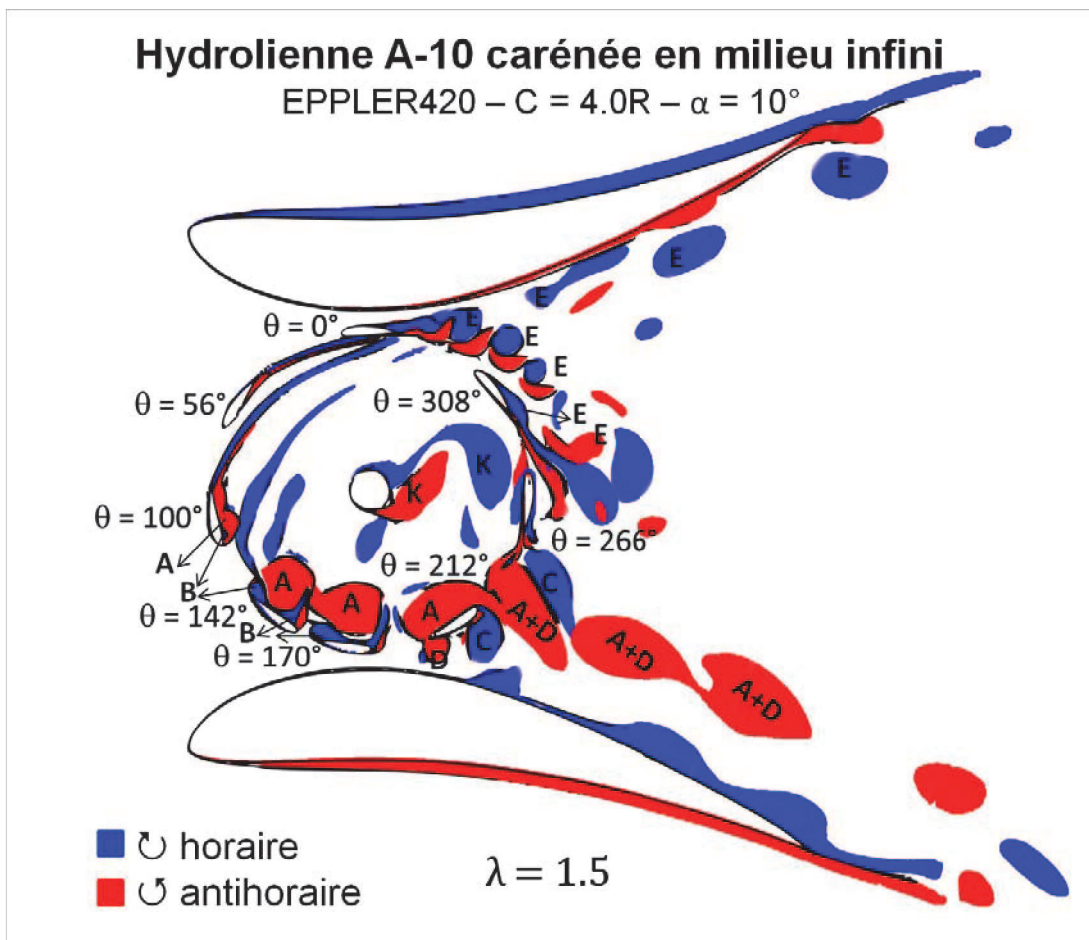 Hydrolienne A-10 carénée en milieu infini
EPPLER420 – C = 4.0R – α = 10°
E
E
E
θ = 0°
E
E
E
θ = 56°
θ = 308°
E
E
K
K
θ = 100°
θ = 266°
A
θ = 212°
B
A
A
A
C
θ = 142°
B
A+D
θ = 170°
D
C
A+D
A+D
↻ horaire
↺ antihoraire
λ = 1.5